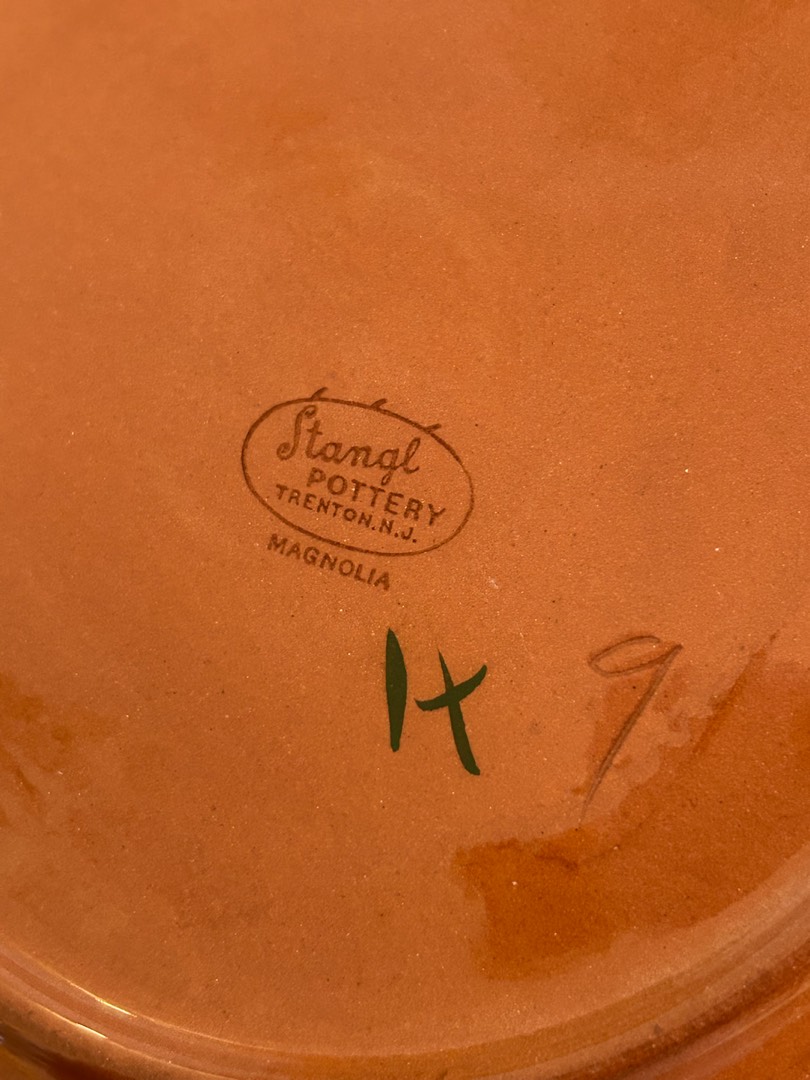 Stangl
POTTERY
TRENTON.N.J.
MAGNOLIA
H 9